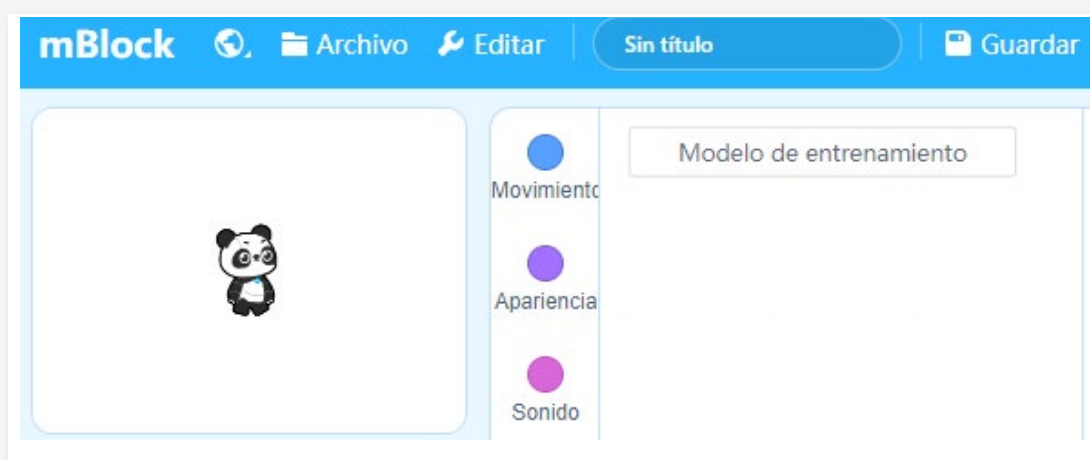 mBlock Archivo Editar Sin título Guardar
Movimiento
Modelo de entrenamiento
Apariencia
Sonido